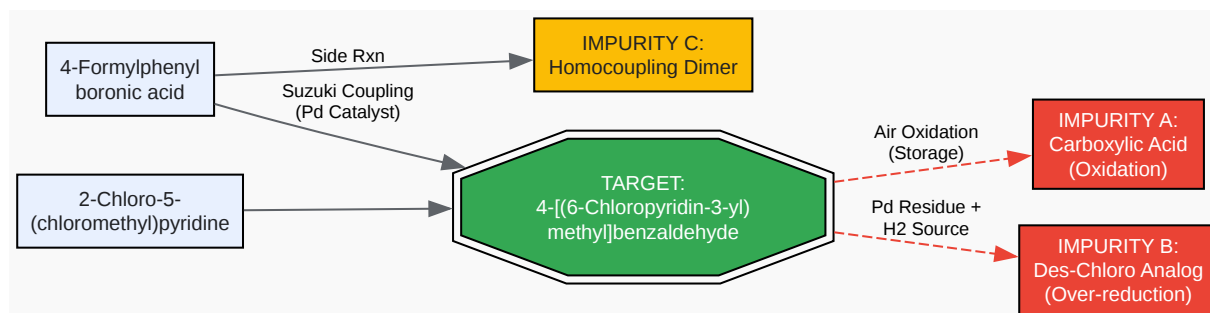 4-Formylphenyl
boronic acid
Side Rxn
Suzuki Coupling
(Pd Catalyst)
IMPURITY C:
Homocoupling Dimer
2-Chloro-5-
(chloromethyl)pyridine
TARGET:
4-[(6-Chloropyridin-3-yl)
methyl]benzaldehyde
Air Oxidation
(Storage)
IMPURITY A:
Carboxylic Acid
(Oxidation)
Pd Residue +
H2 Source
IMPURITY B:
Des-Chloro Analog
(Over-reduction)